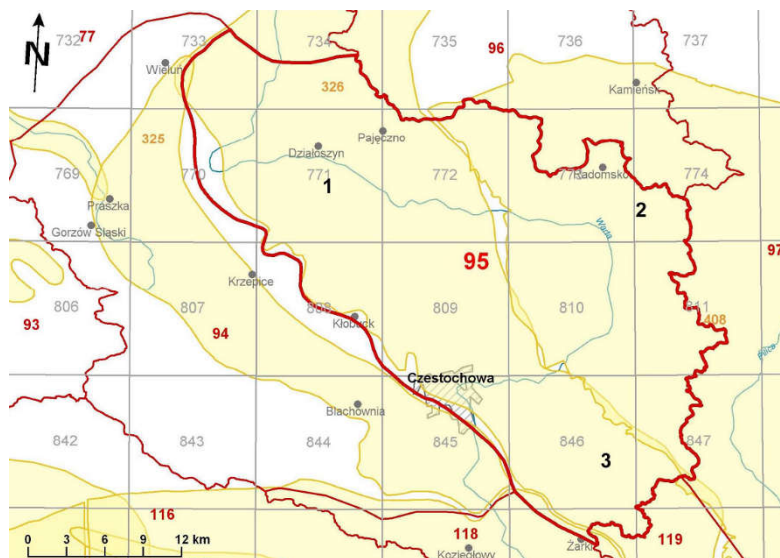 N
732
77
733
734
735
96
736
737
Wieluń
326
Kamieńsk
325
Pajęczno
Działoszyn
769
770
771
772
774
Radomsko
1
2
Praszka
Gorzów Śląski
Warta
95
97
Krzepice
806
807
808
809
810
811
93
94
Kłobuck
408
Pilica
Częstochowa
Blachownia
842
843
844
845
846
847
3
116
118
119
Żarki
Koziegłowy
0 3 6 9 12 km